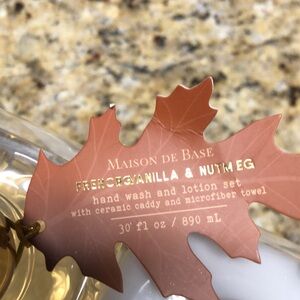 MAISON DE BASE
FRENCH VANILLA & NUTMEG
hand wash and lotion set
with ceramic caddy and microfiber towel
30 fl oz / 890 mL